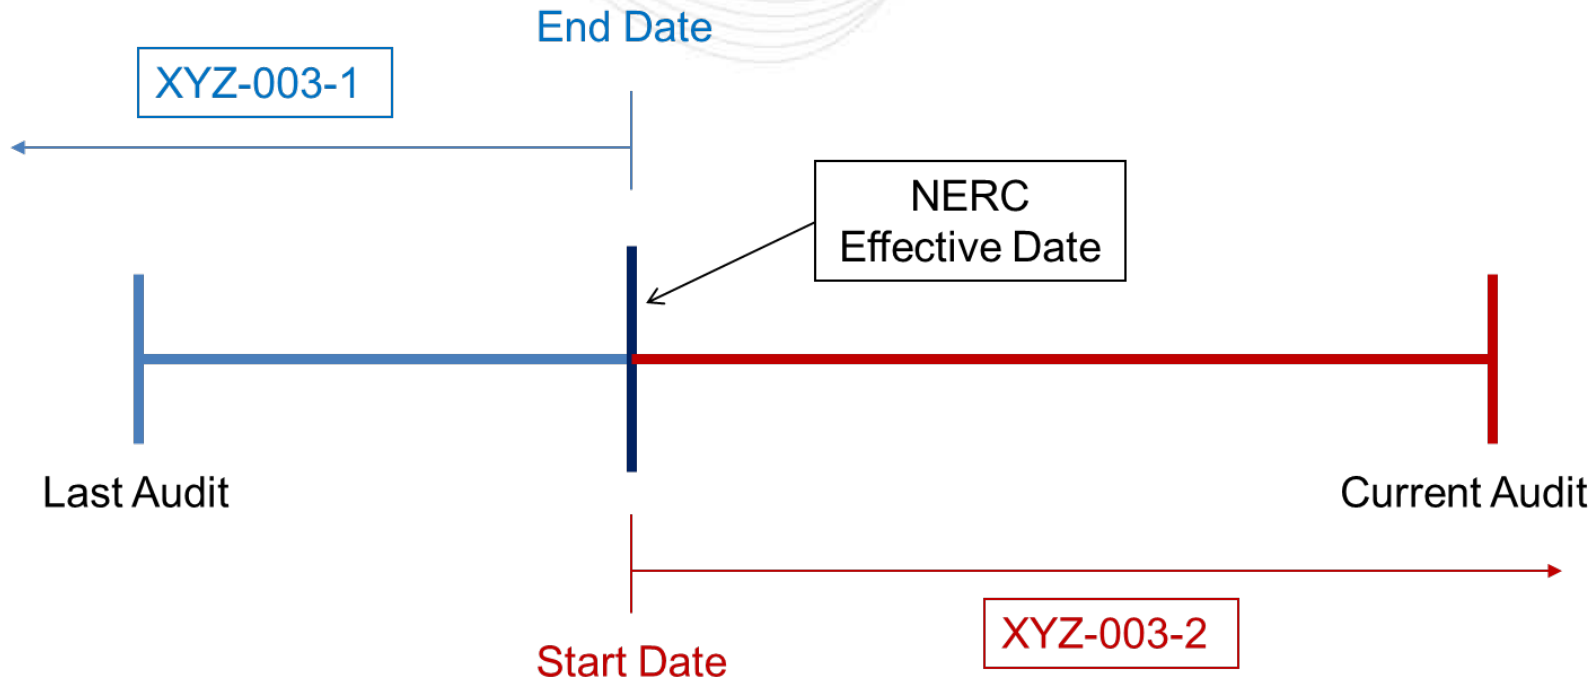 End Date
XYZ-003-1
NERC
Effective Date
Last Audit
Current Audit
XYZ-003-2
Start Date